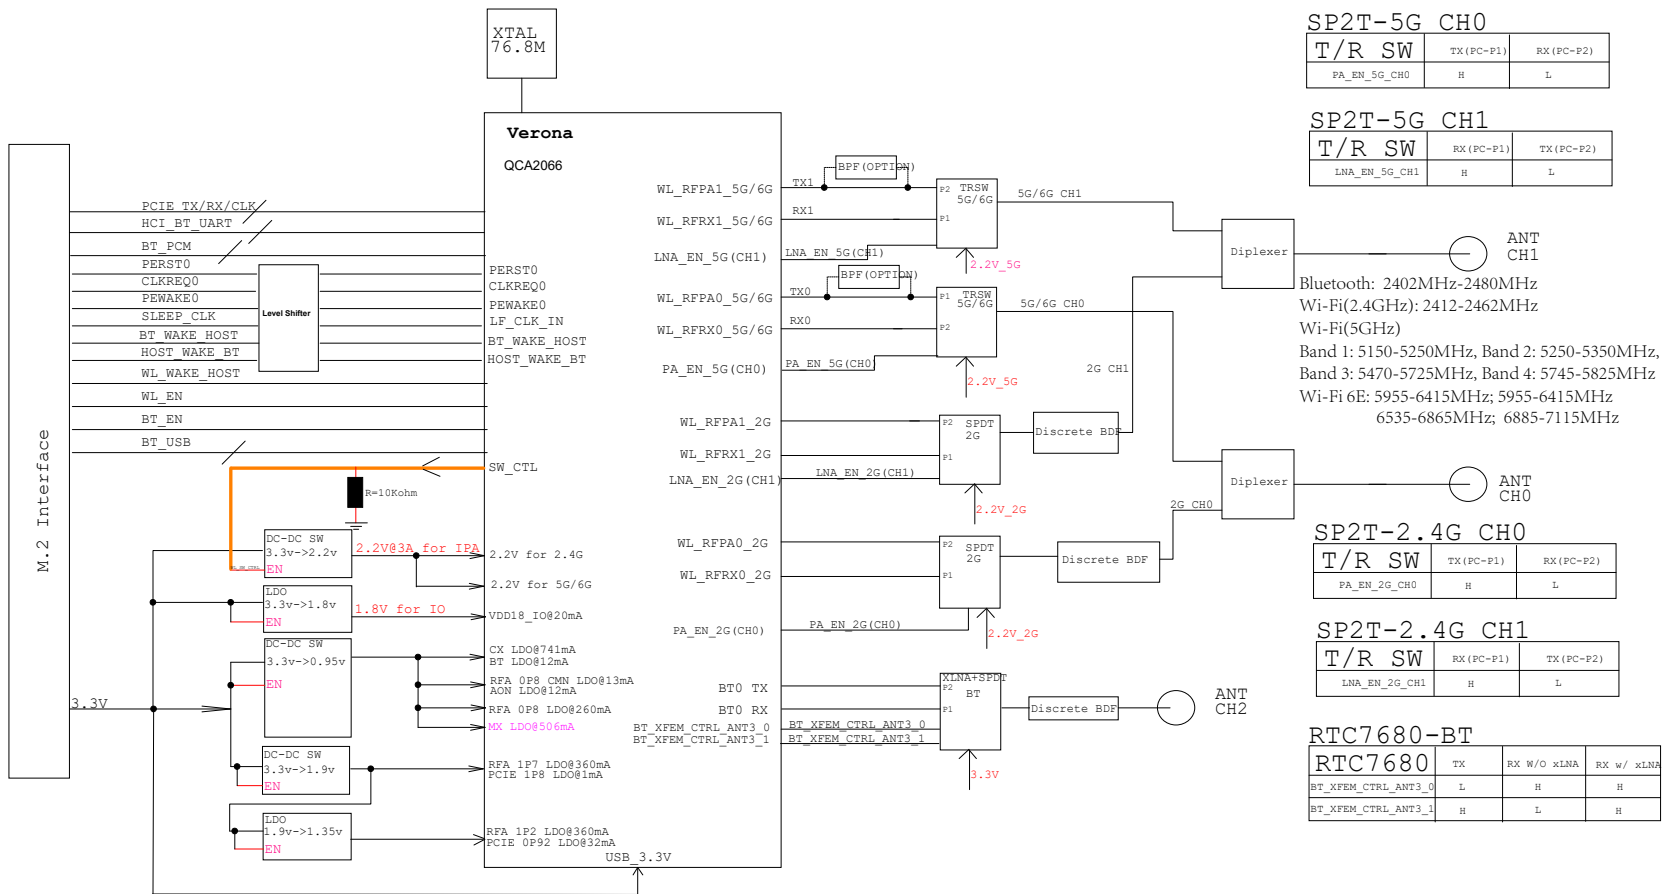 XTAL
76.8M
Verona
QCA2066
M.2 Interface
PCIE TX/RX/CLK
HCI_BT_UART
BT_PCM
PERST0
CLKREQ0
PEWAKE0
SLEEP_CLK
BT_WAKE_HOST
HOST_WAKE_BT
WL_WAKE_HOST
WL_EN
BT_EN
BT_USB
Level Shifter
PERST0
CLKREQ0
PEWAKE0
LF_CLK_IN
BT_WAKE_HOST
HOST_WAKE_BT
SW_CTL
R=10Kohm
DC-DC SW
3.3v->2.2v
EN
2.2V@3A for IPA
2.2V for 2.4G
2.2V for 5G/6G
LDO
3.3v->1.8v
EN
1.8V for IO
VDD18_IO@20mA
DC-DC SW
3.3v->0.95v
EN
CX LDO@741mA
BT LDO@12mA
RFA 0P8 CMN LDO@13mA
AON LDO@12mA
RFA 0P8 LDO@260mA
MX LDO@506mA
3.3V
DC-DC SW
3.3v->1.9v
EN
RFA 1P7 LDO@360mA
PCIE 1P8 LDO@1mA
LDO
1.9v->1.35v
EN
RFA 1P2 LDO@360mA
PCIE 0P92 LDO@32mA
USB_3.3V
WL_RFPA1_5G/6G
WL_RFRX1_5G/6G
LNA_EN_5G(CH1)
WL_RFPA0_5G/6G
WL_RFRX0_5G/6G
PA_EN_5G(CH0)
WL_RFPA1_2G
WL_RFRX1_2G
LNA_EN_2G(CH1)
WL_RFPA0_2G
WL_RFRX0_2G
PA_EN_2G(CH0)
BT0 TX
BT0 RX
BT_XFEM_CTRL_ANT3_0
BT_XFEM_CTRL_ANT3_1
TX1
BPF(OPTION)
RX1
LNA_EN_5G(CH1)
P2
TRSW
5G/6G
P1
2.2V_5G
5G/6G CH1
TX0
BPF(OPTION)
RX0
PA_EN_5G(CH0)
P1
TRSW
5G/6G
P2
2.2V_5G
5G/6G CH0
P2
SPDT
2G
P1
LNA_EN_2G(CH1)
2.2V_2G
Discrete BDF
2G CH1
P2
SPDT
2G
P1
PA_EN_2G(CH0)
2.2V_2G
Discrete BDF
2G CH0
XLNA+SPDT
P2
BT
P1
BT_XFEM_CTRL_ANT3_0
BT_XFEM_CTRL_ANT3_1
3.3V
Discrete BDF
ANT
CH2
Diplexer
ANT
CH1
Diplexer
ANT
CH0
SP2T-5G CH0
T/R SW TX(PC-P1) RX(PC-P2)
PA_EN_5G_CH0 H L
SP2T-5G CH1
T/R SW RX(PC-P1) TX(PC-P2)
LNA_EN_5G_CH1 H L
Bluetooth: 2402MHz-2480MHz
Wi-Fi(2.4GHz): 2412-2462MHz
Wi-Fi(5GHz)
Band 1: 5150-5250MHz, Band 2: 5250-5350MHz,
Band 3: 5470-5725MHz, Band 4: 5745-5825MHz
Wi-Fi 6E: 5955-6415MHz; 5955-6415MHz
6535-6865MHz; 6885-7115MHz
SP2T-2.4G CH0
T/R SW TX(PC-P1) RX(PC-P2)
PA_EN_2G_CH0 H L
SP2T-2.4G CH1
T/R SW RX(PC-P1) TX(PC-P2)
LNA_EN_2G_CH1 H L
RTC7680-BT
RTC7680 TX RX W/O xLNA RX w/ xLNA
BT_XFEM_CTRL_ANT3_0 L H H
BT_XFEM_CTRL_ANT3_1 H L H